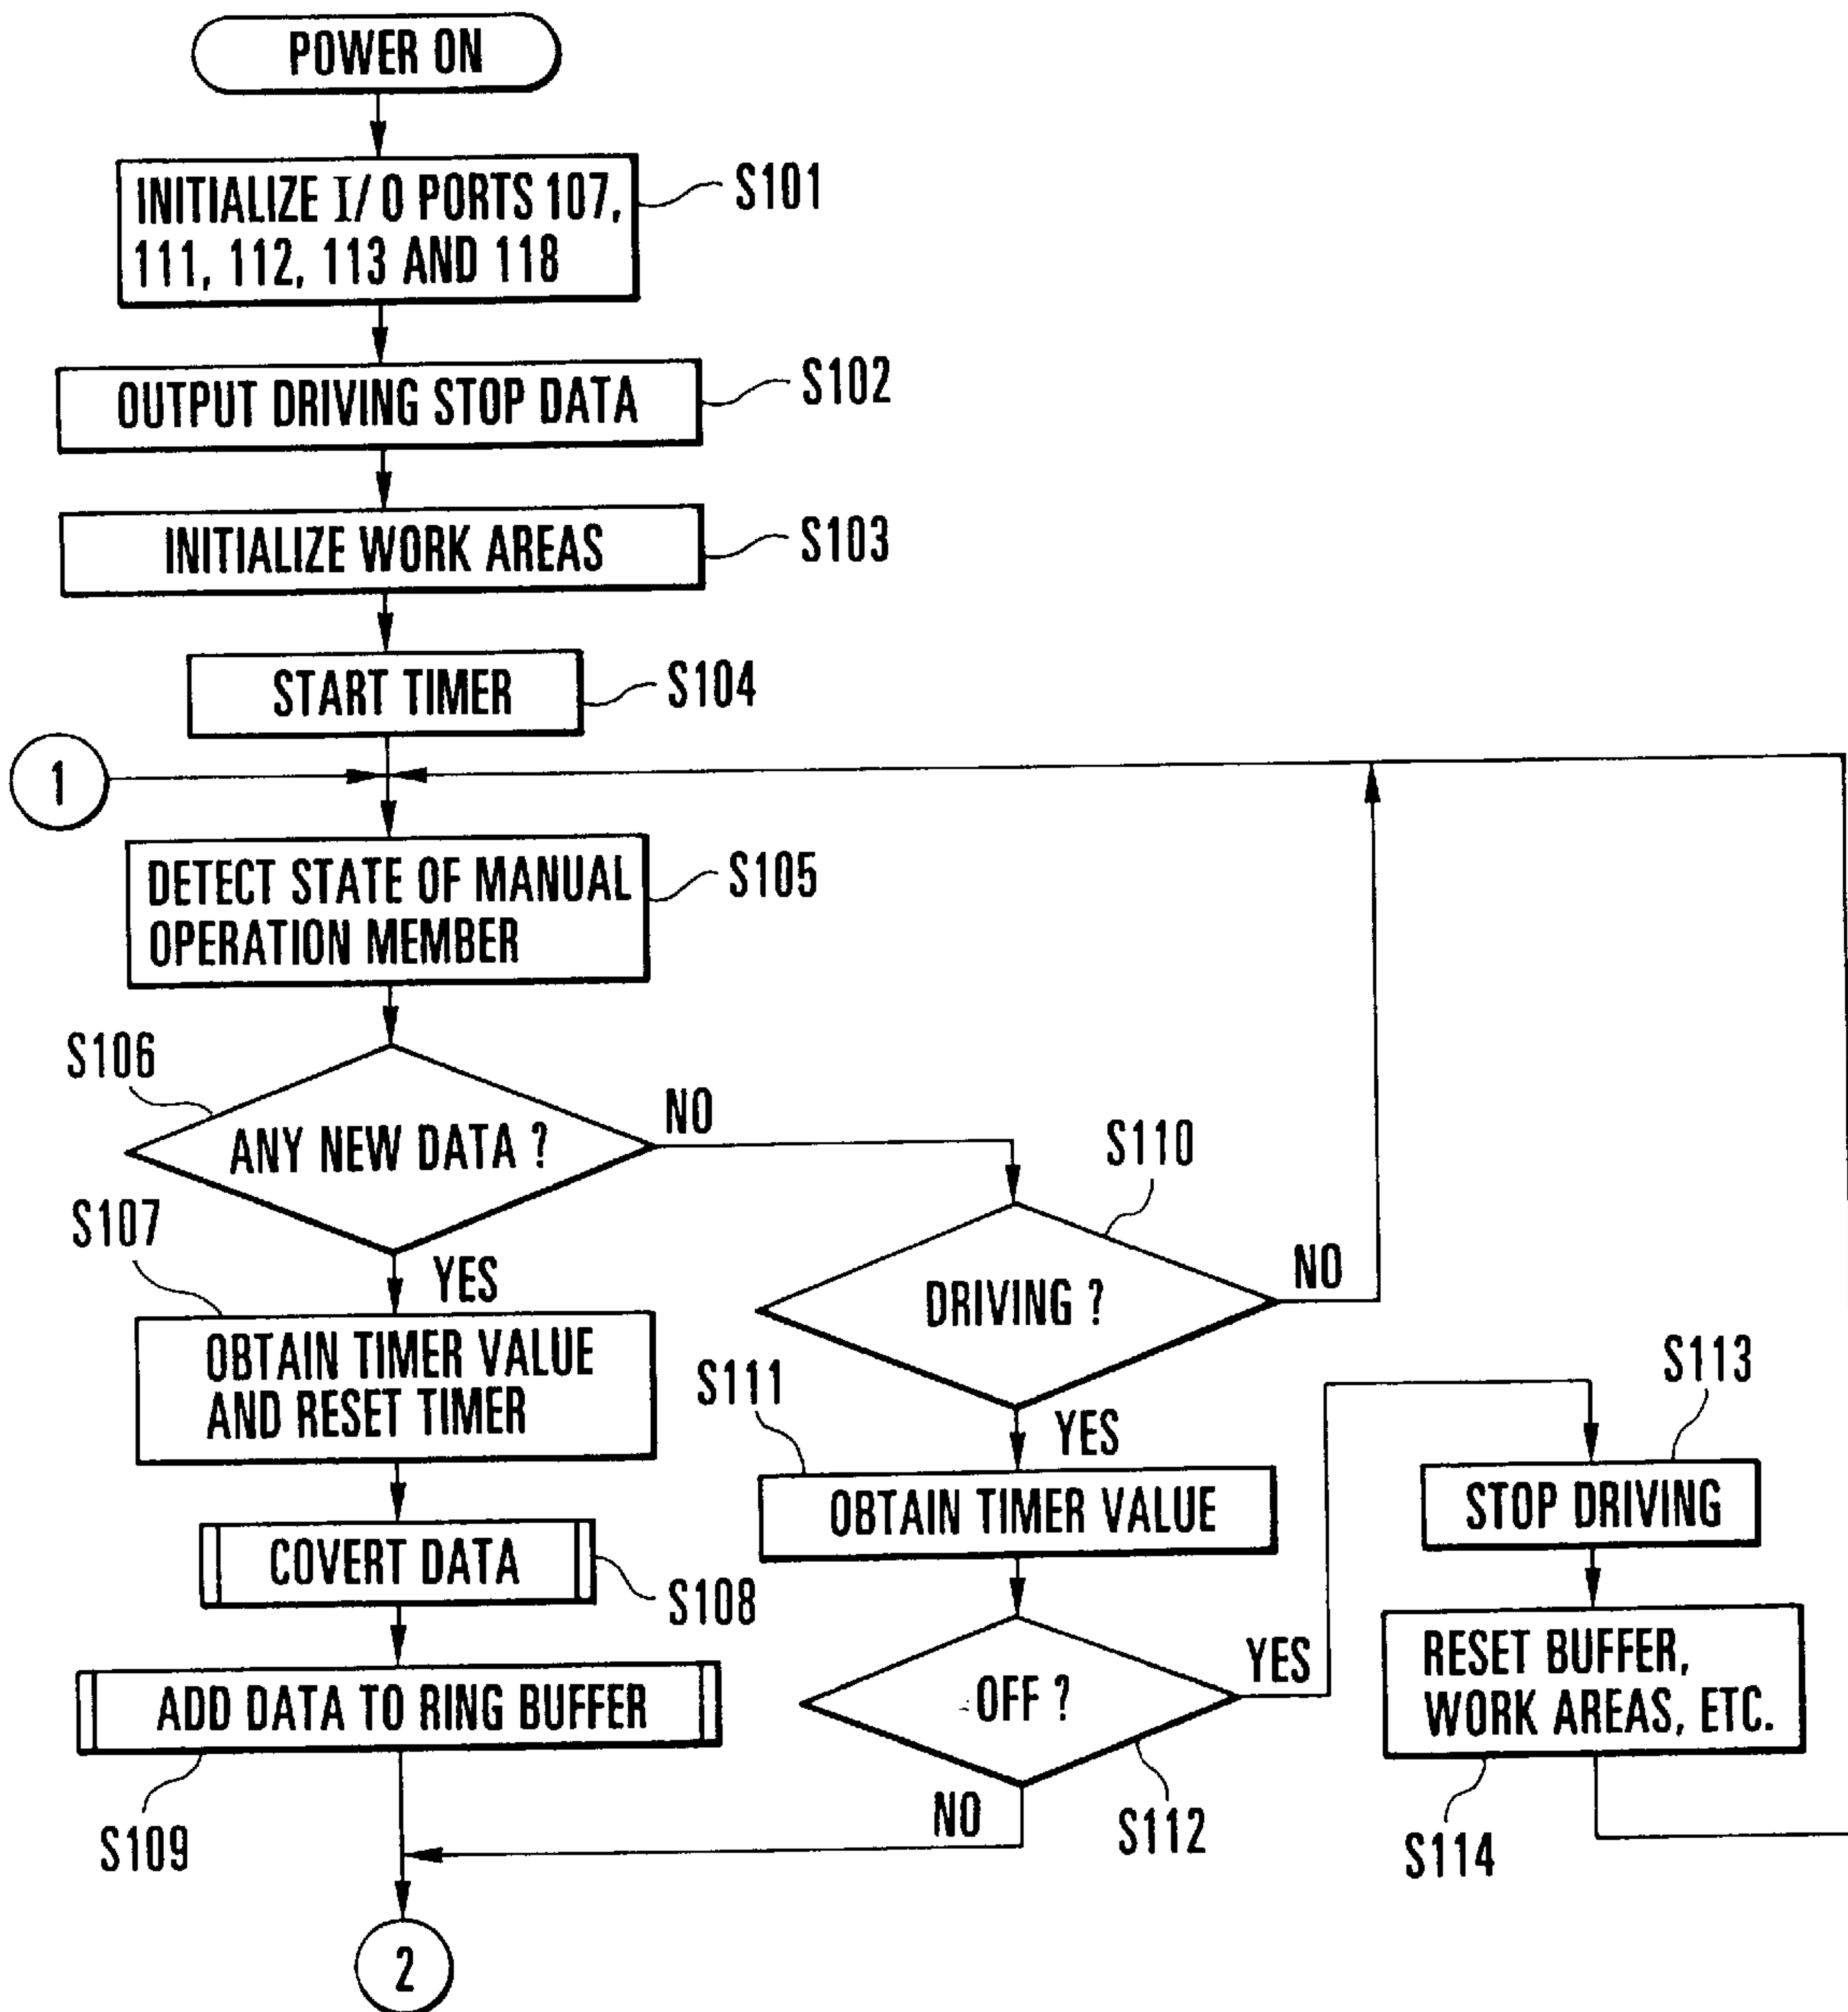 POWER ON
INITIALIZE I/O PORTS 107,
111, 112, 113 AND 118
S101
OUTPUT DRIVING STOP DATA
S102
INITIALIZE WORK AREAS
S103
START TIMER
S104
1
DETECT STATE OF MANUAL
OPERATION MEMBER
S105
S106
ANY NEW DATA ?
NO
YES
S107
OBTAIN TIMER VALUE
AND RESET TIMER
COVERT DATA
S108
ADD DATA TO RING BUFFER
S109
S110
DRIVING ?
NO
YES
S111
OBTAIN TIMER VALUE
OFF ?
YES
NO
S112
S113
STOP DRIVING
RESET BUFFER,
WORK AREAS, ETC.
S114
2